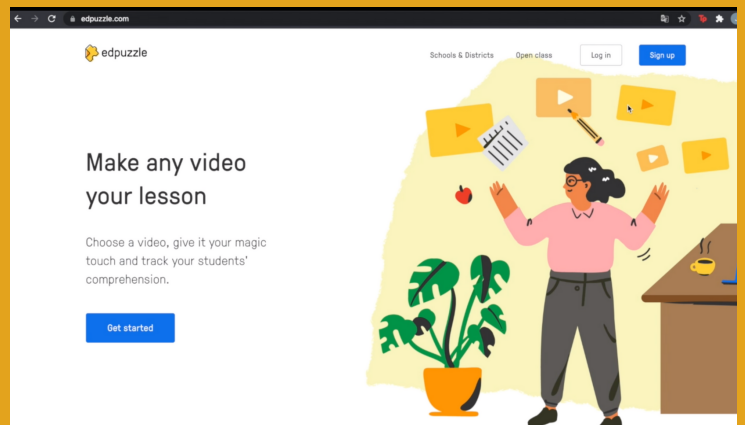 edpuzzle.com
edpuzzle
Schools & Districts Open class Log in Sign up
Make any video
your lesson
Choose a video, give it your magic
touch and track your students'
comprehension.
Get started